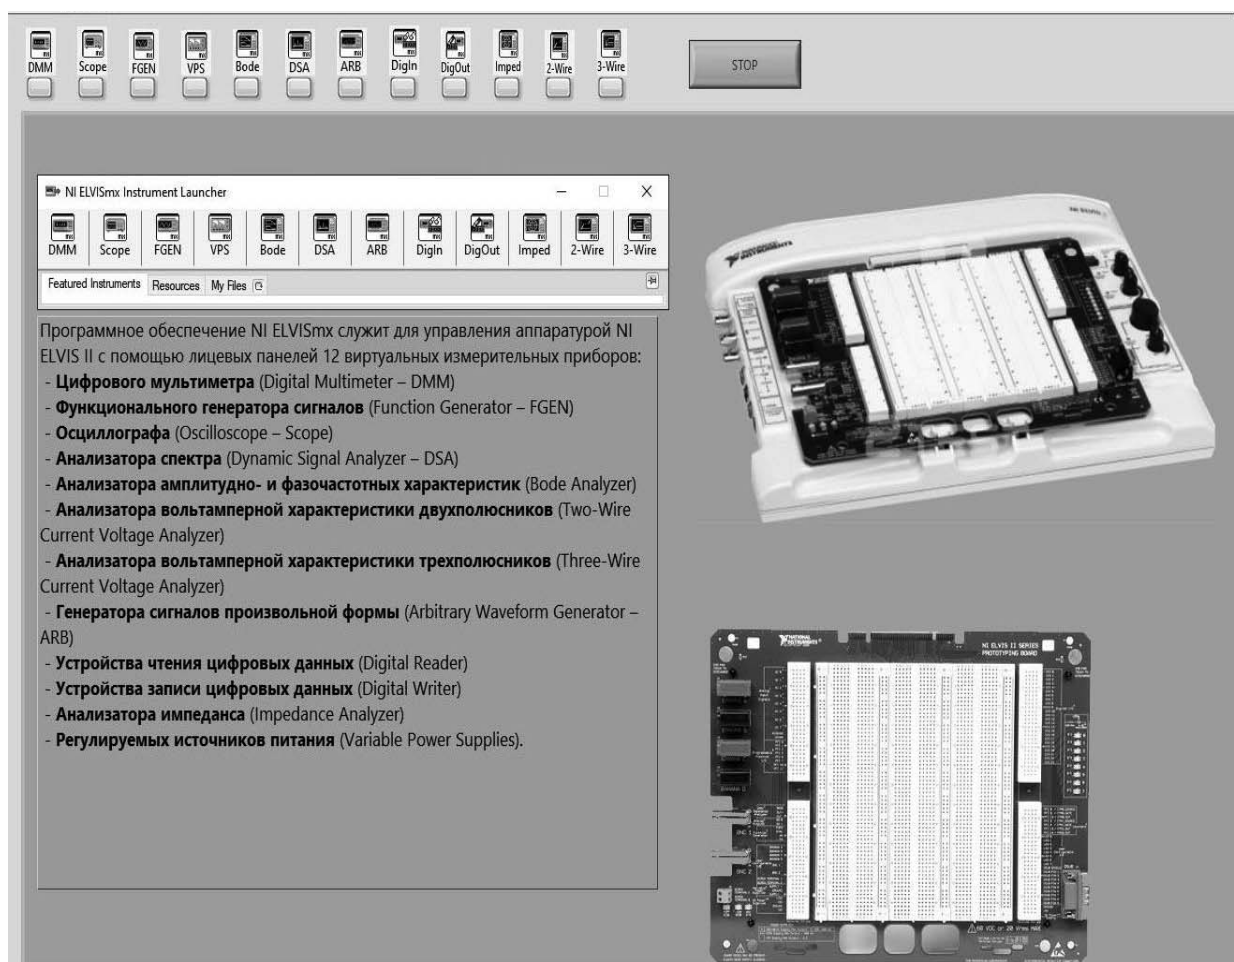 DMM Scope FGEN VPS Bode DSA ARB DigIn DigOut Imped 2-Wire 3-Wire
STOP
NI ELVISmx Instrument Launcher
DMM Scope FGEN VPS Bode DSA ARB DigIn DigOut Imped 2-Wire 3-Wire
Featured Instruments Resources My Files
Программное обеспечение NI ELVISmx служит для управления аппаратурой NI
ELVIS II с помощью лицевых панелей 12 виртуальных измерительных приборов:
- Цифрового мультиметра (Digital Multimeter – DMM)
- Функционального генератора сигналов (Function Generator – FGEN)
- Осциллографа (Oscilloscope – Scope)
- Анализатора спектра (Dynamic Signal Analyzer – DSA)
- Анализатора амплитудно- и фазочастотных характеристик (Bode Analyzer)
- Анализатора вольтамперной характеристики двухполюсников (Two-Wire
Current Voltage Analyzer)
- Анализатора вольтамперной характеристики трехполюсников (Three-Wire
Current Voltage Analyzer)
- Генератора сигналов произвольной формы (Arbitrary Waveform Generator –
ARB)
- Устройства чтения цифровых данных (Digital Reader)
- Устройства записи цифровых данных (Digital Writer)
- Анализатора импеданса (Impedance Analyzer)
- Регулируемых источников питания (Variable Power Supplies).
NATIONAL
INSTRUMENTS
NI ELVIS II SERIES
PROTOTYPING BOARD
BNC 1
BNC 2